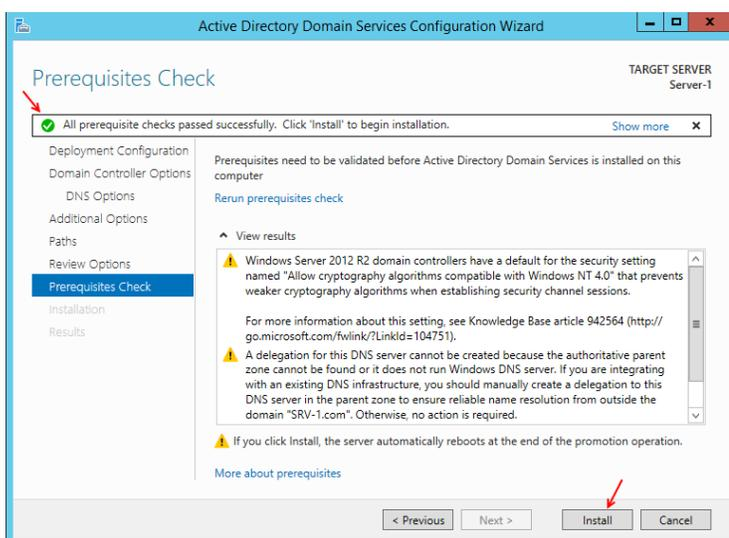 Active Directory Domain Services Configuration Wizard
Prerequisites Check
TARGET SERVER
Server-1
All prerequisite checks passed successfully. Click 'Install' to begin installation.
Show more
Deployment Configuration
Domain Controller Options
DNS Options
Additional Options
Paths
Review Options
Prerequisites Check
Installation
Results
Prerequisites need to be validated before Active Directory Domain Services is installed on this
computer
Rerun prerequisites check
View results
Windows Server 2012 R2 domain controllers have a default for the security setting
named "Allow cryptography algorithms compatible with Windows NT 4.0" that prevents
weaker cryptography algorithms when establishing security channel sessions.
For more information about this setting, see Knowledge Base article 942564 (http://
go.microsoft.com/fwlink/?LinkId=104751).
A delegation for this DNS server cannot be created because the authoritative parent
zone cannot be found or it does not run Windows DNS server. If you are integrating
with an existing DNS infrastructure, you should manually create a delegation to this
DNS server in the parent zone to ensure reliable name resolution from outside the
domain "SRV-1.com". Otherwise, no action is required.
If you click Install, the server automatically reboots at the end of the promotion operation.
More about prerequisites
< Previous
Next >
Install
Cancel